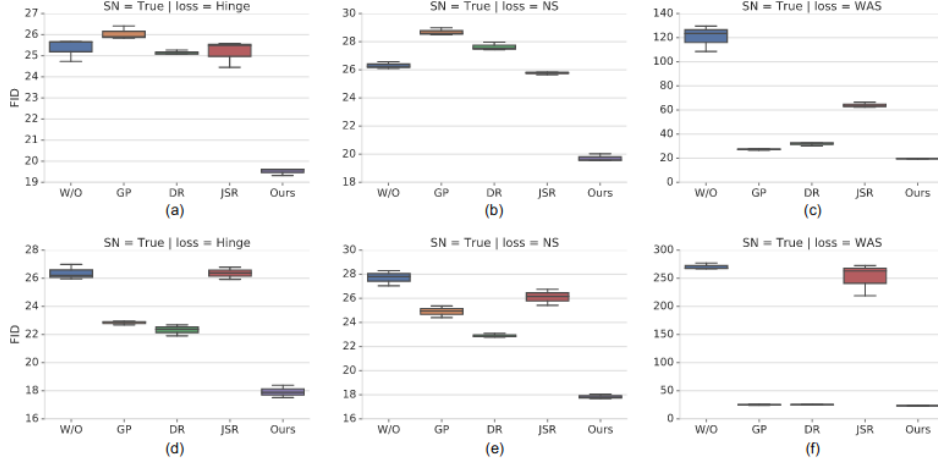 SN = True | loss = Hinge
SN = True | loss = NS
SN = True | loss = WAS
FID
27
26
25
24
23
22
21
20
19
30
28
26
24
22
20
18
140
120
100
80
60
40
20
0
W/O GP DR JSR Ours
W/O GP DR JSR Ours
W/O GP DR JSR Ours
(a)
(b)
(c)
SN = True | loss = Hinge
SN = True | loss = NS
SN = True | loss = WAS
FID
28
26
24
22
20
18
16
30
28
26
24
22
20
18
16
300
250
200
150
100
50
0
W/O GP DR JSR Ours
W/O GP DR JSR Ours
W/O GP DR JSR Ours
(d)
(e)
(f)